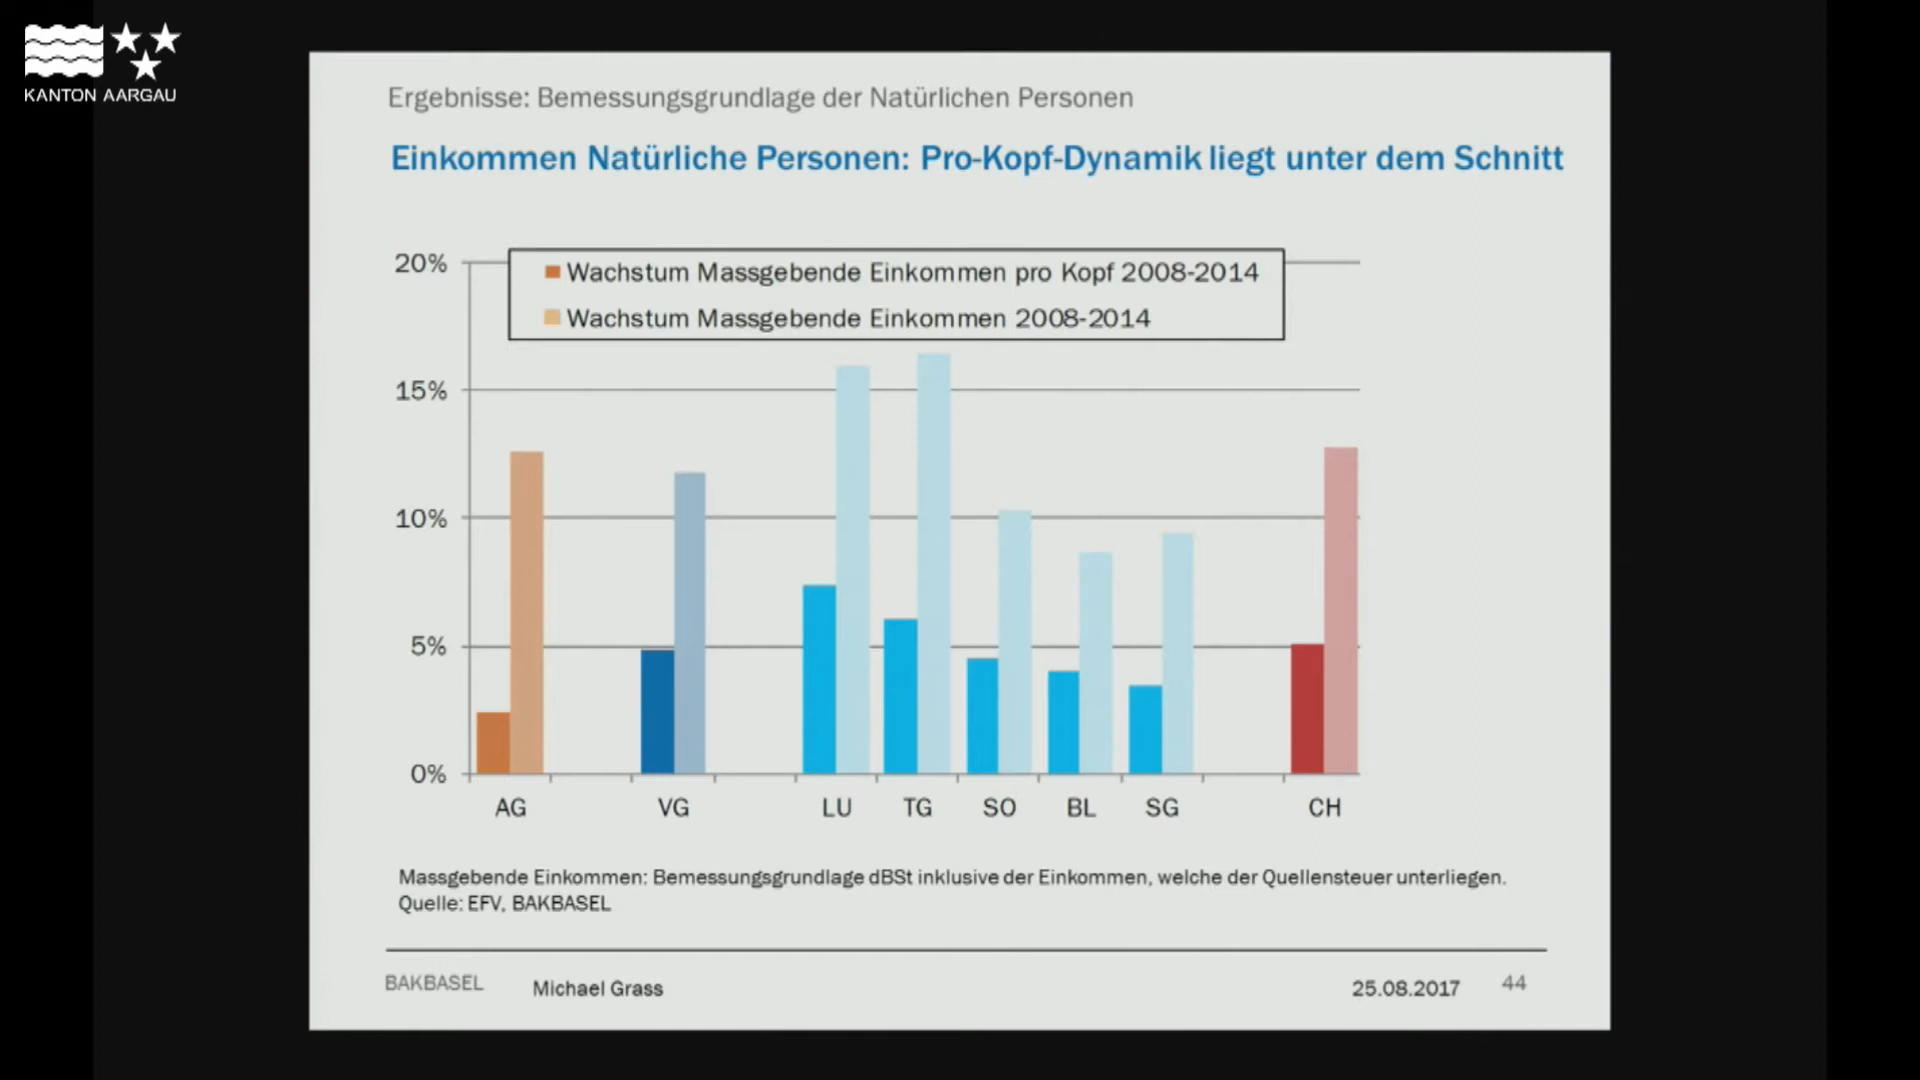 KANTON AARGAU
Ergebnisse: Bemessungsgrundlage der Natürlichen Personen
Einkommen Natürliche Personen: Pro-Kopf-Dynamik liegt unter dem Schnitt
20%
Wachstum Massgebende Einkommen pro Kopf 2008-2014
Wachstum Massgebende Einkommen 2008-2014
15%
10%
5%
0%
AG VG LU TG SO BL SG CH
Massgebende Einkommen: Bemessungsgrundlage dBSt inklusive der Einkommen, welche der Quellensteuer unterliegen.
Quelle: EFV, BAKBASEL
BAKBASEL Michael Grass 25.08.2017 44